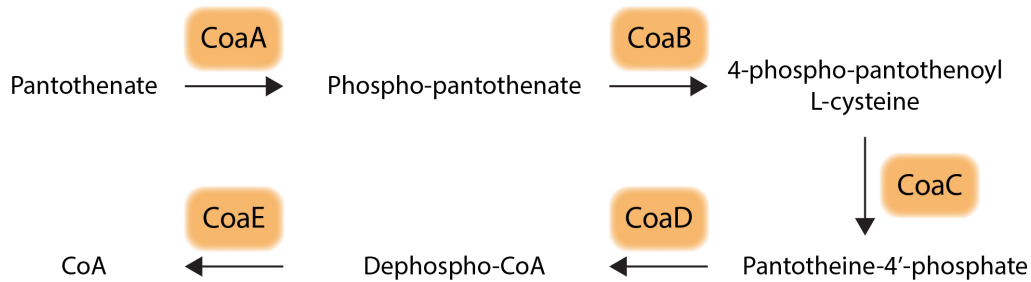 CoaA
CoaB
Pantothenate
Phospho-pantothenate
4-phospho-pantothenoyl
L-cysteine
CoaC
CoaE
CoaD
CoA
Dephospho-CoA
Pantotheine-4′-phosphate